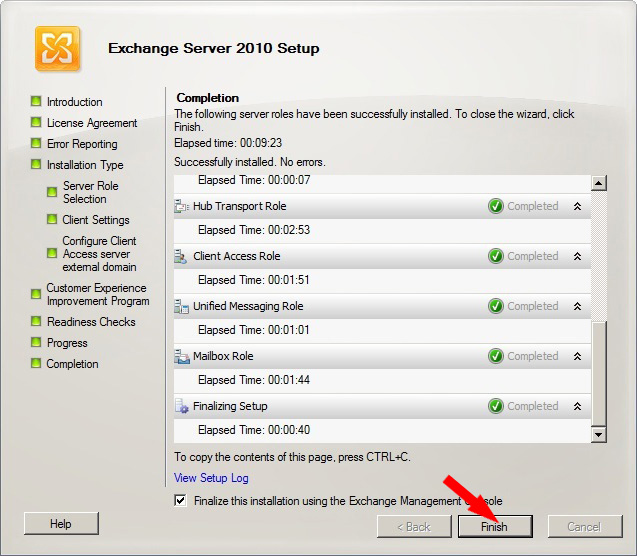 Exchange Server 2010 Setup
Introduction
License Agreement
Error Reporting
Installation Type
Server Role
Selection
Client Settings
Configure Client
Access server
external domain
Customer Experience
Improvement Program
Readiness Checks
Progress
Completion
Completion
The following server roles have been successfully installed. To close the wizard, click
Finish.
Elapsed time: 00:09:23
Successfully installed. No errors.
Elapsed Time: 00:00:07
Hub Transport Role Completed
Elapsed Time: 00:02:53
Client Access Role Completed
Elapsed Time: 00:01:51
Unified Messaging Role Completed
Elapsed Time: 00:01:01
Mailbox Role Completed
Elapsed Time: 00:01:44
Finalizing Setup Completed
Elapsed Time: 00:00:40
To copy the contents of this page, press CTRL+C.
View Setup Log
Finalize this installation using the Exchange Management Console
Help
< Back
Finish
Cancel